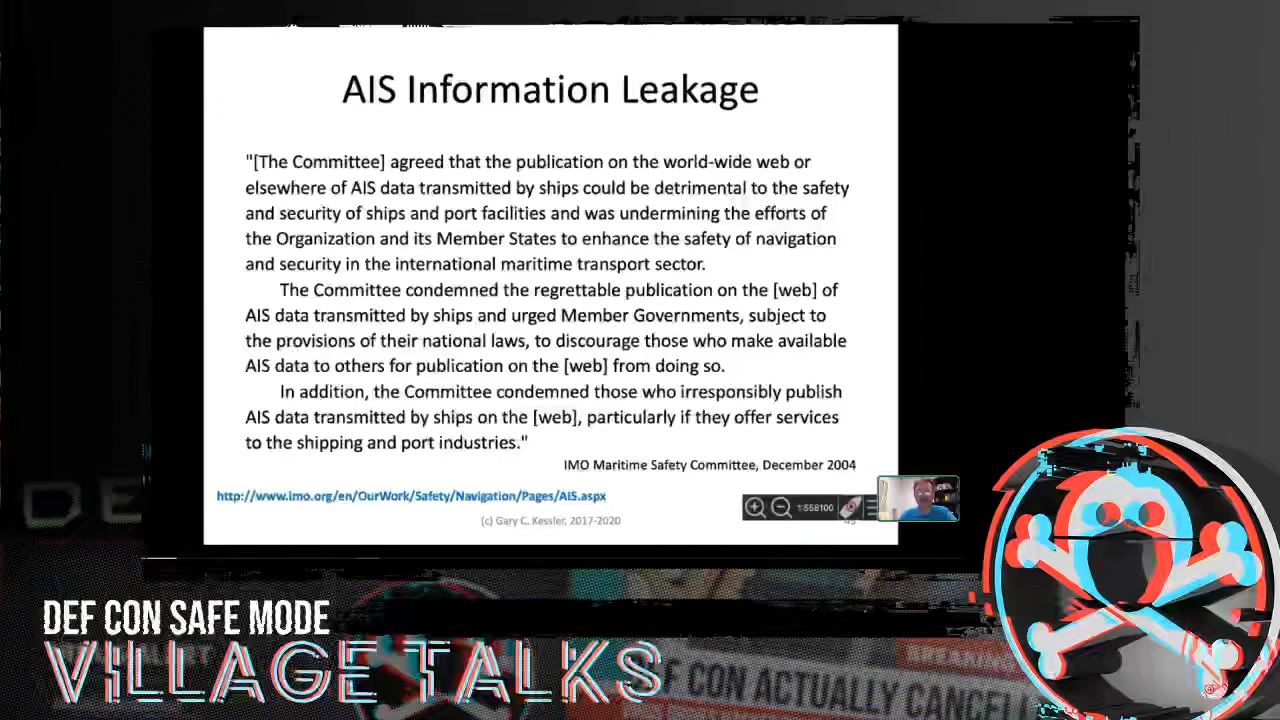 AIS Information Leakage
"[The Committee] agreed that the publication on the world-wide web or
elsewhere of AIS data transmitted by ships could be detrimental to the safety
and security of ships and port facilities and was undermining the efforts of
the Organization and its Member States to enhance the safety of navigation
and security in the international maritime transport sector.
The Committee condemned the regrettable publication on the [web] of
AIS data transmitted by ships and urged Member Governments, subject to
the provisions of their national laws, to discourage those who make available
AIS data to others for publication on the [web] from doing so.
In addition, the Committee condemned those who irresponsibly publish
AIS data transmitted by ships on the [web], particularly if they offer services
to the shipping and port industries."
IMO Maritime Safety Committee, December 2004
http://www.imo.org/en/OurWork/Safety/Navigation/Pages/AIS.aspx
1:558100
(c) Gary C. Kessler, 2017-2020
DE
DEF CON SAFE MODE
VILLAGE TALKS
DEF CON ACTUALLY